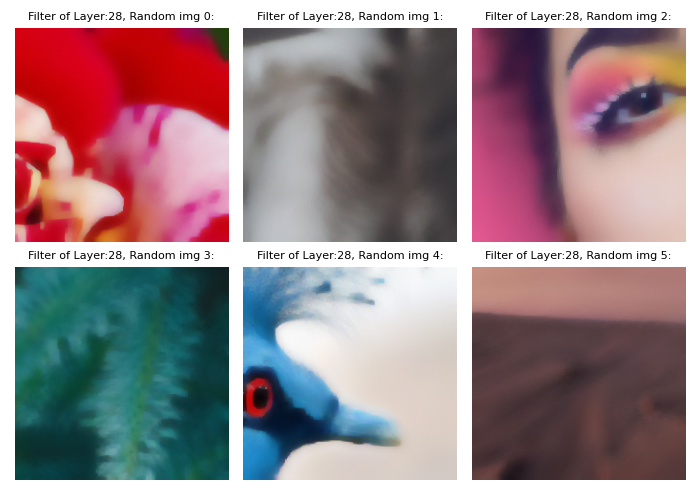 Filter of Layer:28, Random img 0:
Filter of Layer:28, Random img 1:
Filter of Layer:28, Random img 2:
Filter of Layer:28, Random img 3:
Filter of Layer:28, Random img 4:
Filter of Layer:28, Random img 5: